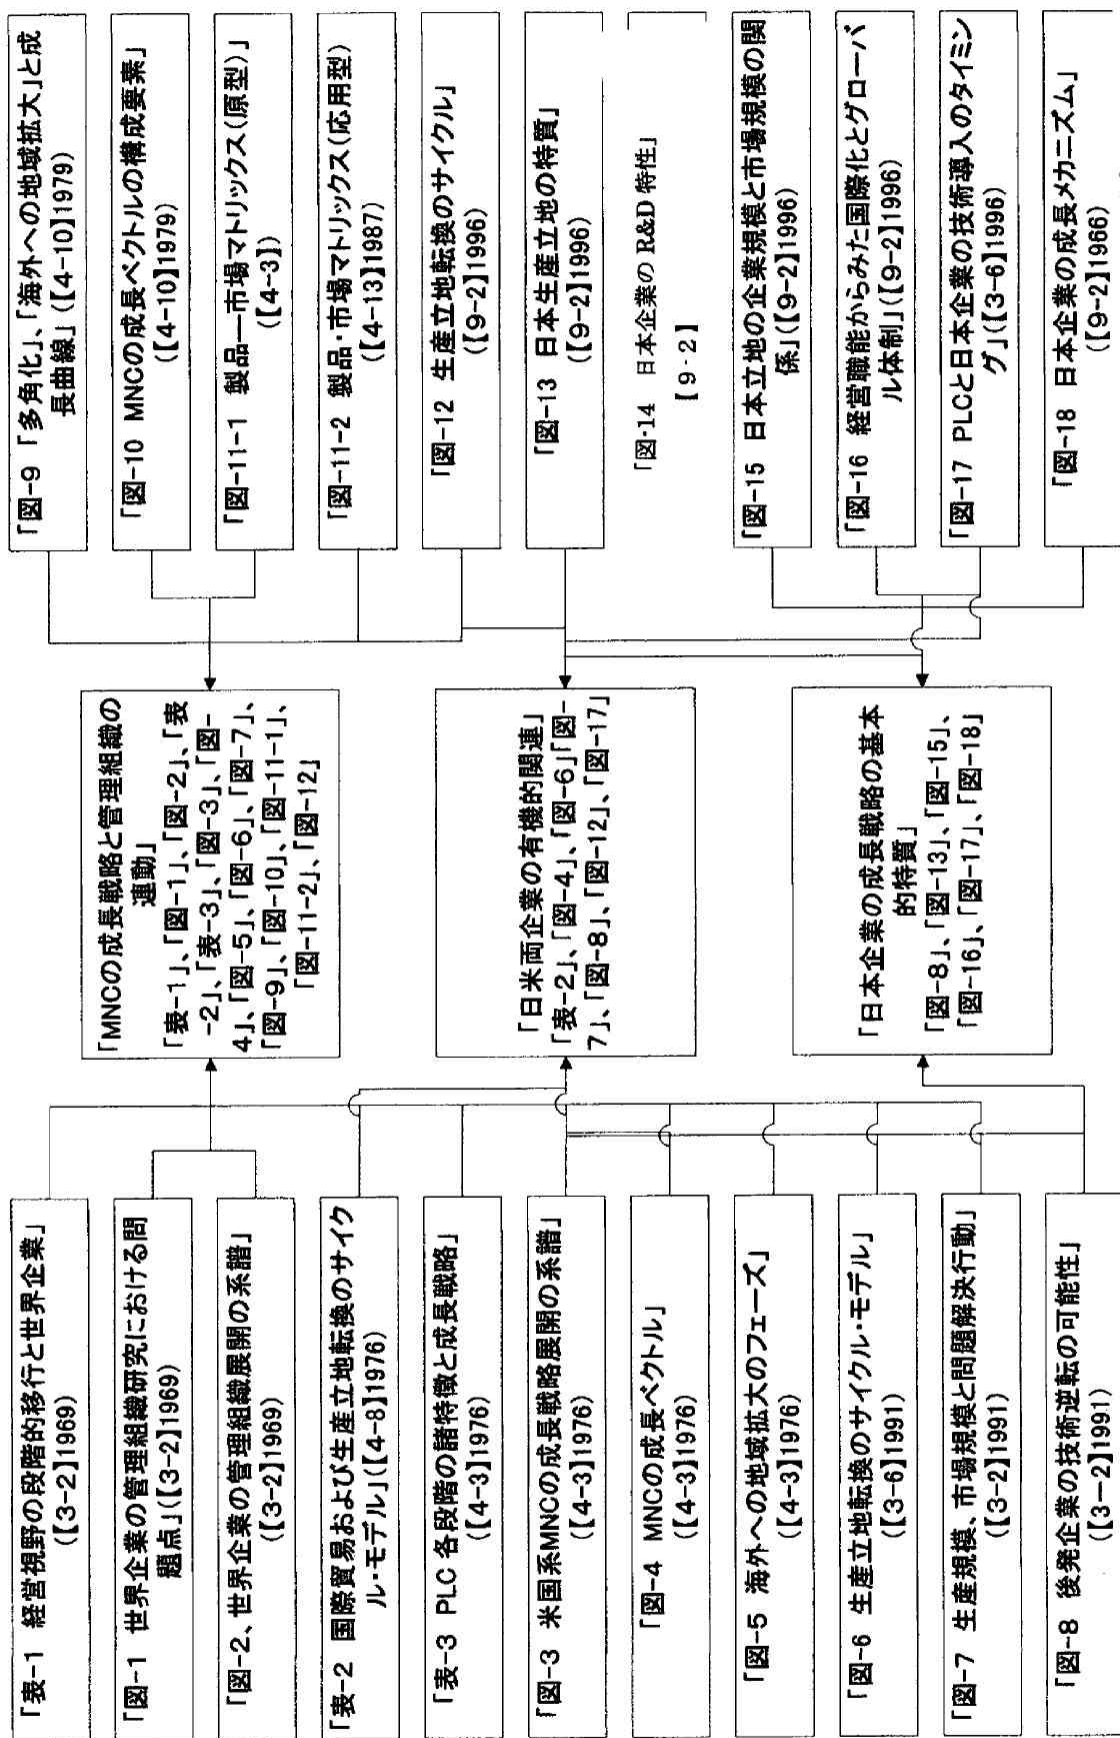 「表-1 経営視野の段階的移行と世界企業」
(【3-2】1969)
「図-1 世界企業の管理組織研究における問
題点」(【3-2】1969)
「図-2、世界企業の管理組織展開の系譜」
(【3-2】1969)
「表-2 国際貿易および生産立地転換のサイク
ル・モデル」(【4-8】1976)
「表-3 PLC 各段階の諸特徴と成長戦略」
(【4-3】1976)
「図-3 米国系MNCの成長戦略展開の系譜」
(【4-3】1976)
「図-4 MNCの成長ベクトル」
(【4-3】1976)
「図-5 海外への地域拡大のフェーズ」
(【4-3】1976)
「図-6 生産立地転換のサイクル・モデル」
(【3-6】1991)
「図-7 生産規模、市場規模と問題解決行動」
(【3-2】1991)
「図-8 後発企業の技術逆転の可能性」
(【3-2】1991)
「MNCの成長戦略と管理組織の
連動」
「表-1」、「図-1」、「図-2」、「表
-2」、「表-3」、「図-3」、「図-
4」、「図-5」、「図-6」、「図-7」、
「図-9」、「図-10」、「図-11-1」、
「図-11-2」、「図-12」
「日米両企業の有機的関連」
「表-2」、「図-4」、「図-6」「図-
7」、「図-8」、「図-12」、「図-17」
「日本企業の成長戦略の基本
的特質」
「図-8」、「図-13」、「図-15」、
「図-16」、「図-17」、「図-18」
「図-9 「多角化」、「海外への地域拡大」と成
長曲線」(【4-10】1979)
「図-10 MNCの成長ベクトルの構成要素」
(【4-10】1979)
「図-11-1 製品―市場マトリックス(原型)」
(【4-3】)
「図-11-2 製品・市場マトリックス(応用型)
(【4-13】1987)
「図-12 生産立地転換のサイクル」
(【9-2】1996)
「図-13 日本生産立地の特質」
(【9-2】1996)
「図-14 日本企業の R&D 特性」
【9-2】
「図-15 日本立地の企業規模と市場規模の関
係」(【9-2】1996)
「図-16 経営職能からみた国際化とグローバ
ル体制」(【9-2】1996)
「図-17 PLCと日本企業の技術導入のタイミン
グ」(【3-6】1996)
「図-18 日本企業の成長メカニズム」
(【9-2】1966)